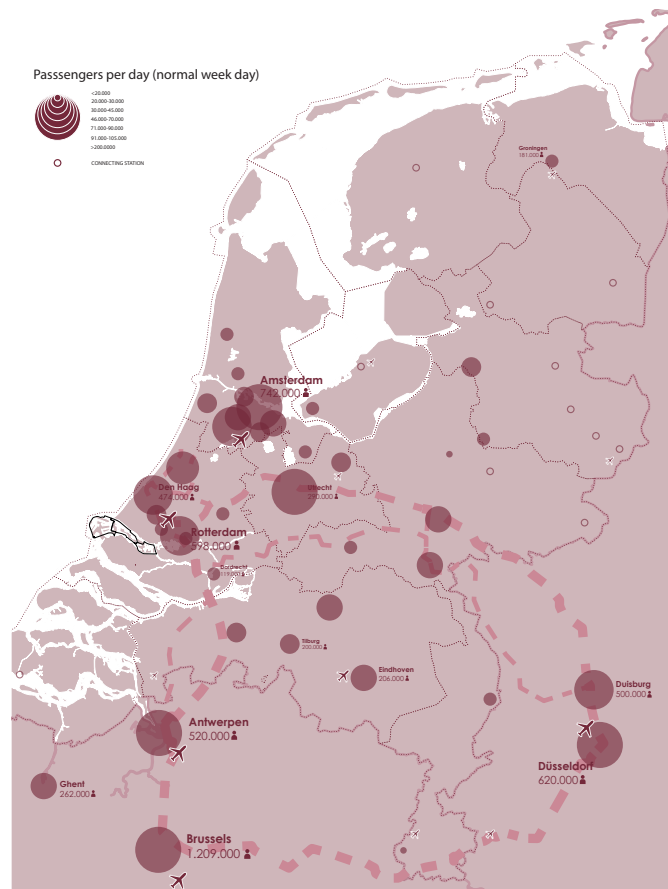 Passsengers per day (normal week day)
<20.000
20.000-30.000
30.000-45.000
46.000-70.000
71.000-90.000
91.000-105.000
>200.0000
CONNECTING STATION
Groningen
181.000
Amsterdam
742.000
Den Haag
474.000
Utrecht
290.000
Rotterdam
598.000
Dordrecht
119.000
Tilburg
200.000
Eindhoven
206.000
Duisburg
500.000
Antwerpen
520.000
Düsseldorf
620.000
Ghent
262.000
Brussels
1.209.000